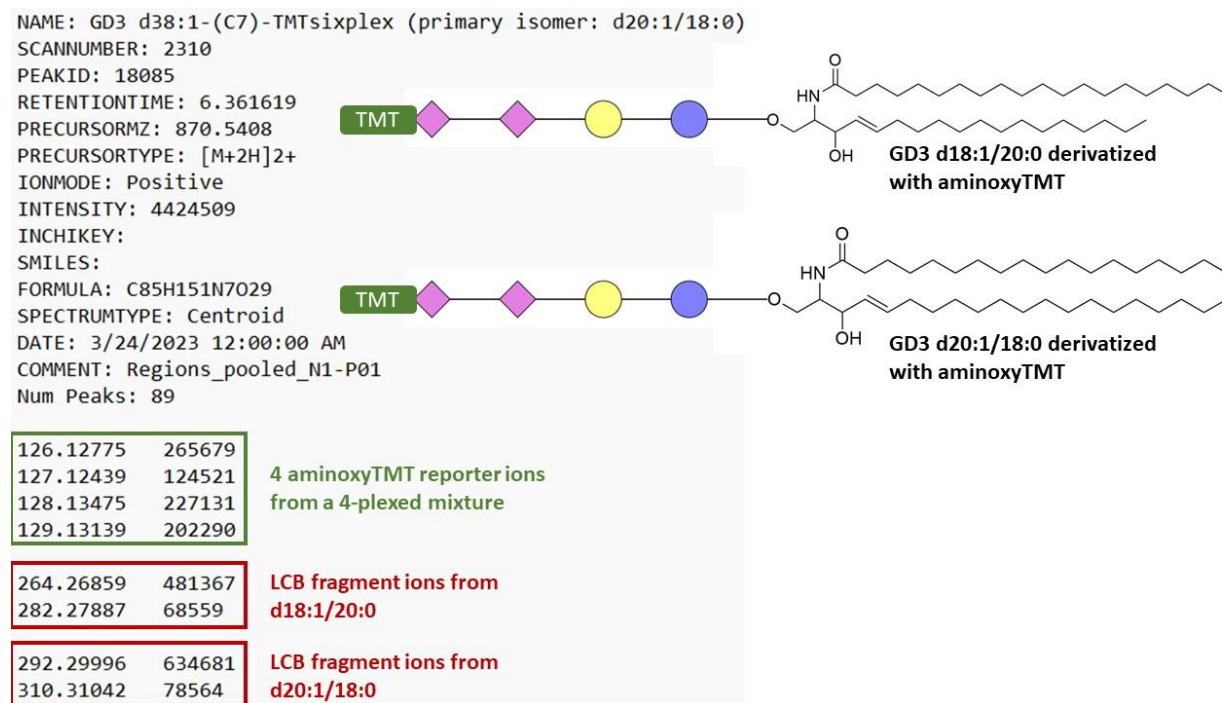 NAME: GD3 d38:1-(C7)-TMTsixplex (primary isomer: d20:1/18:0)
SCANNUMBER: 2310
PEAKID: 18085
RETENTIONTIME: 6.361619
PRECURSORMZ: 870.5408
PRECURSORTYPE: [M+2H]2+
IONMODE: Positive
INTENSITY: 4424509
INCHIKEY:
SMILES:
FORMULA: C85H151N7O29
SPECTRUMTYPE: Centroid
DATE: 3/24/2023 12:00:00 AM
COMMENT: Regions_pooled_N1-P01
Num Peaks: 89
TMT
O
O
HN
OH
GD3 d18:1/20:0 derivatized
with aminoxyTMT
TMT
O
O
HN
OH
GD3 d20:1/18:0 derivatized
with aminoxyTMT
126.12775 265679
127.12439 124521
128.13475 227131
129.13139 202290
4 aminoxyTMT reporter ions
from a 4-plexed mixture
264.26859 481367
282.27887 68559
LCB fragment ions from
d18:1/20:0
292.29996 634681
310.31042 78564
LCB fragment ions from
d20:1/18:0